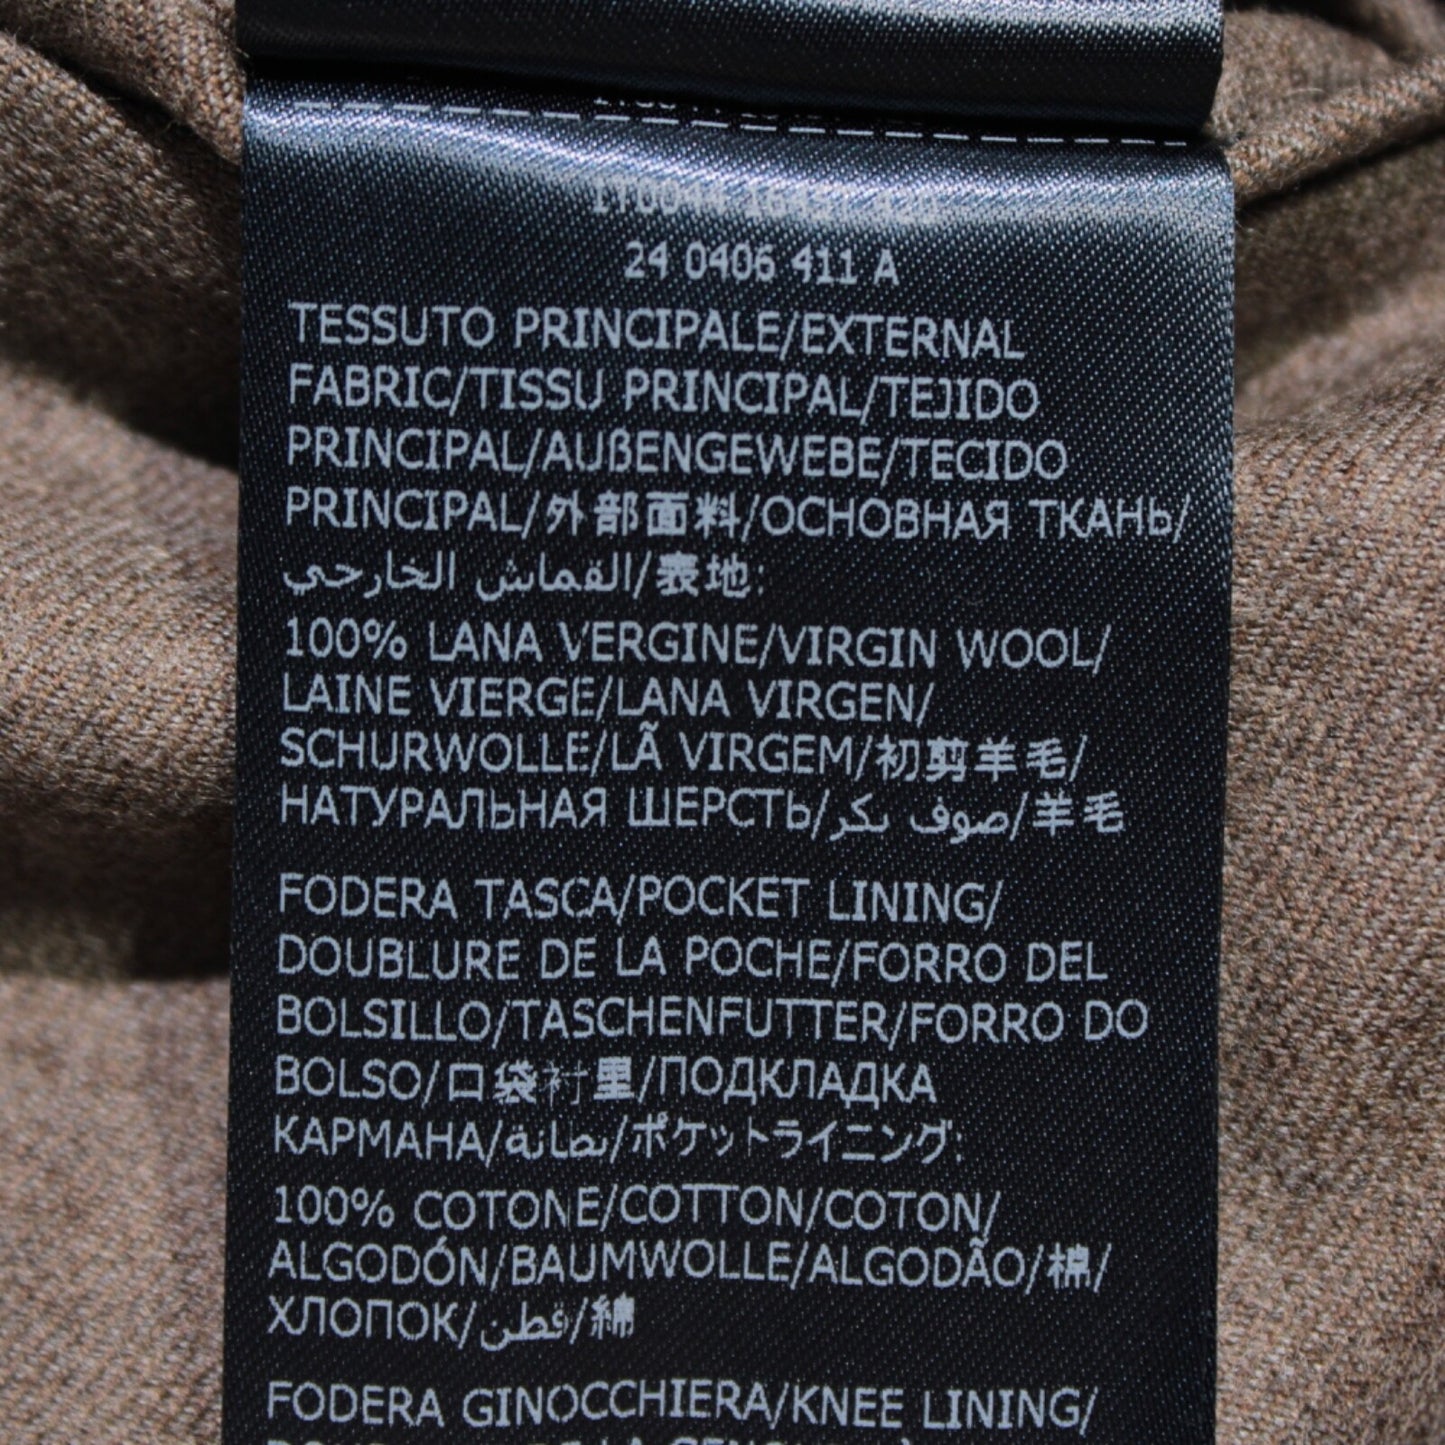 24 0406 411 A
TESSUTO PRINCIPALE/EXTERNAL
FABRIC/TISSU PRINCIPAL/TEJIDO
PRINCIPAL/AUßENGEWEBE/TECIDO
PRINCIPAL/外部面料/ОСНОВНАЯ ТКАНЬ/
القماش الخارجي/表地:
100% LANA VERGINE/VIRGIN WOOL/
LAINE VIERGE/LANA VIRGEN/
SCHURWOLLE/LÃ VIRGEM/初剪羊毛/
НАТУРАЛЬНАЯ ШЕРСТЬ/صوف بكر/羊毛
FODERA TASCA/POCKET LINING/
DOUBLURE DE LA POCHE/FORRO DEL
BOLSILLO/TASCHENFUTTER/FORRO DO
BOLSO/口袋衬里/ПОДКЛАДКА
КАРМАНА/بطانة/ポケットライニング:
100% COTONE/COTTON/COTON/
ALGODÓN/BAUMWOLLE/ALGODÃO/棉/
ХЛОПОК/قطن/綿
FODERA GINOCCHIERA/KNEE LINING/